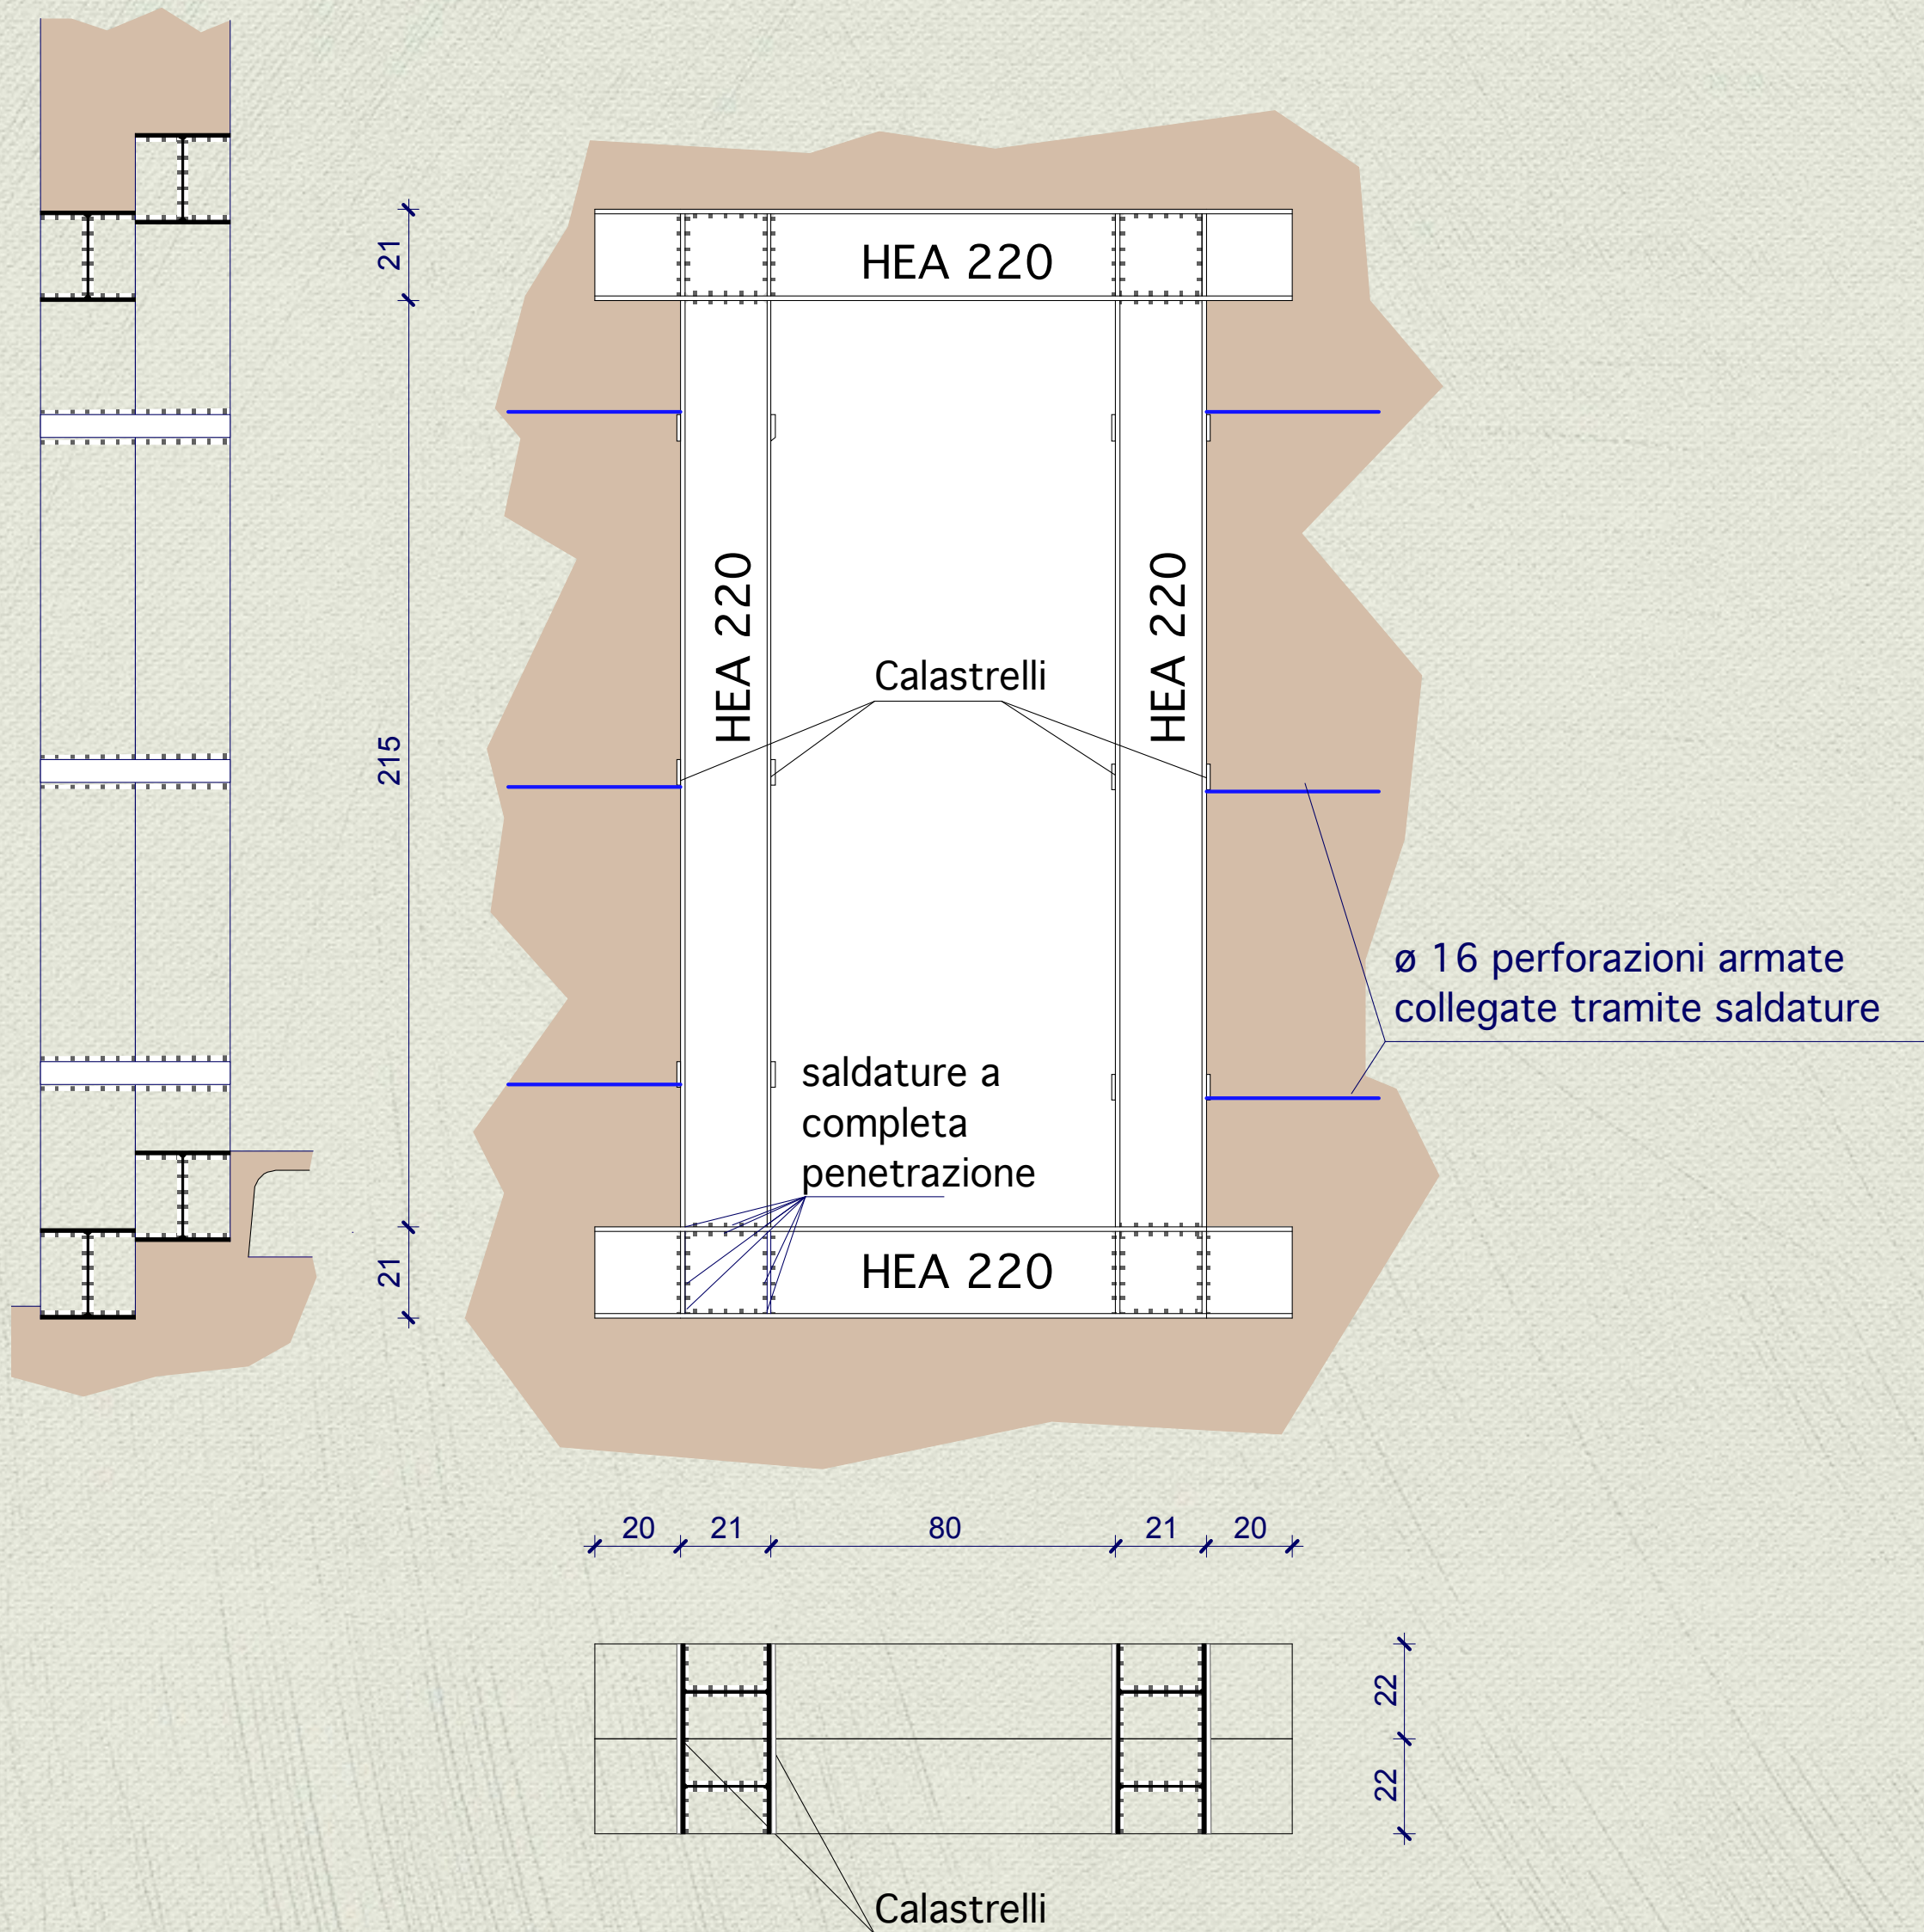 HEA 220
21
HEA 220
HEA 220
Calastrelli
215
ø 16 perforazioni armate
collegate tramite saldature
saldature a
completa
penetrazione
HEA 220
21
20 21 80 21 20
22
22
Calastrelli